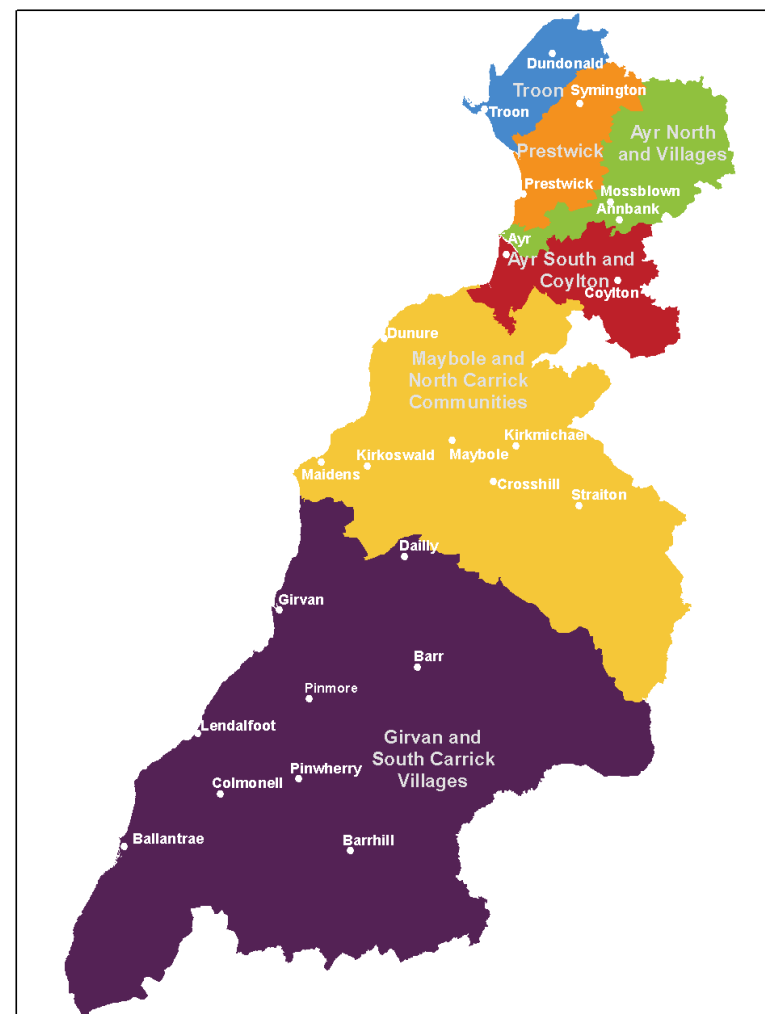 Dundonald
Troon
Symington
Troon
Ayr North
and Villages
Prestwick
Prestwick
Mossblown
Annbank
Ayr
Ayr South and
Coylton
Coylton
Dunure
Maybole and
North Carrick
Communities
Kirkmichael
Maybole
Kirkoswald
Maidens
Crosshill
Straiton
Dailly
Girvan
Barr
Pinmore
Lendalfoot
Girvan and
South Carrick
Villages
Pinwherry
Colmonell
Ballantrae
Barrhill